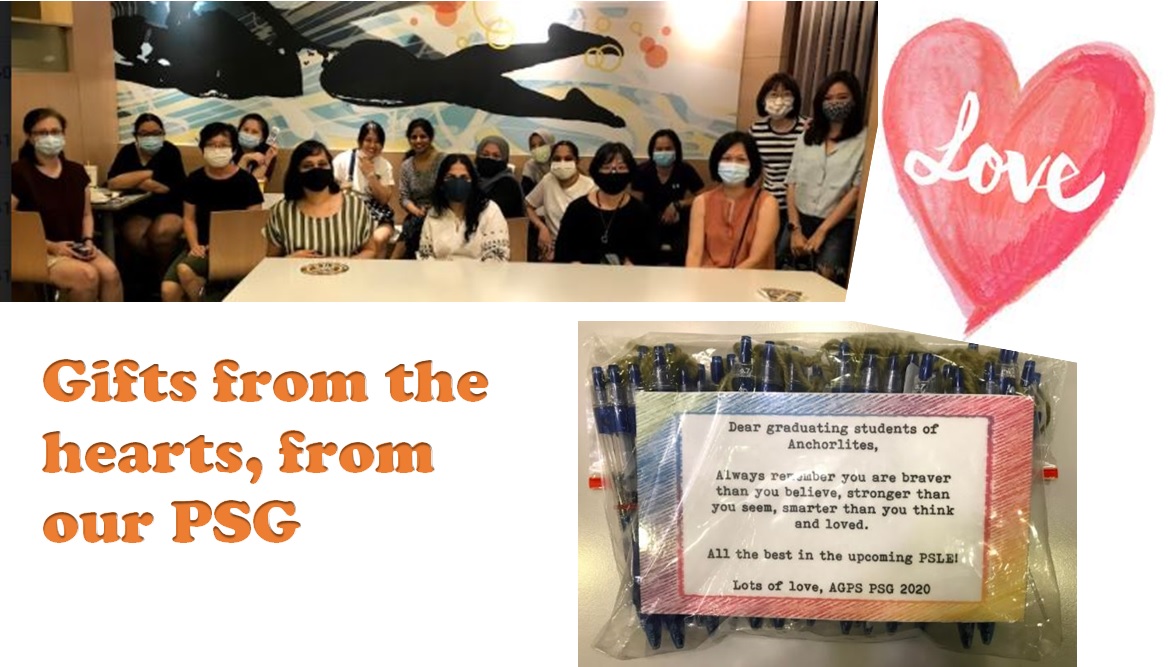 Love
Gifts from the
hearts, from
our PSG
Dear graduating students of
Anchorlites,
Always remember you are braver
than you believe, stronger than
you seem, smarter than you think
and loved.
All the best in the upcoming PSLE!
Lots of love, AGPS PSG 2020